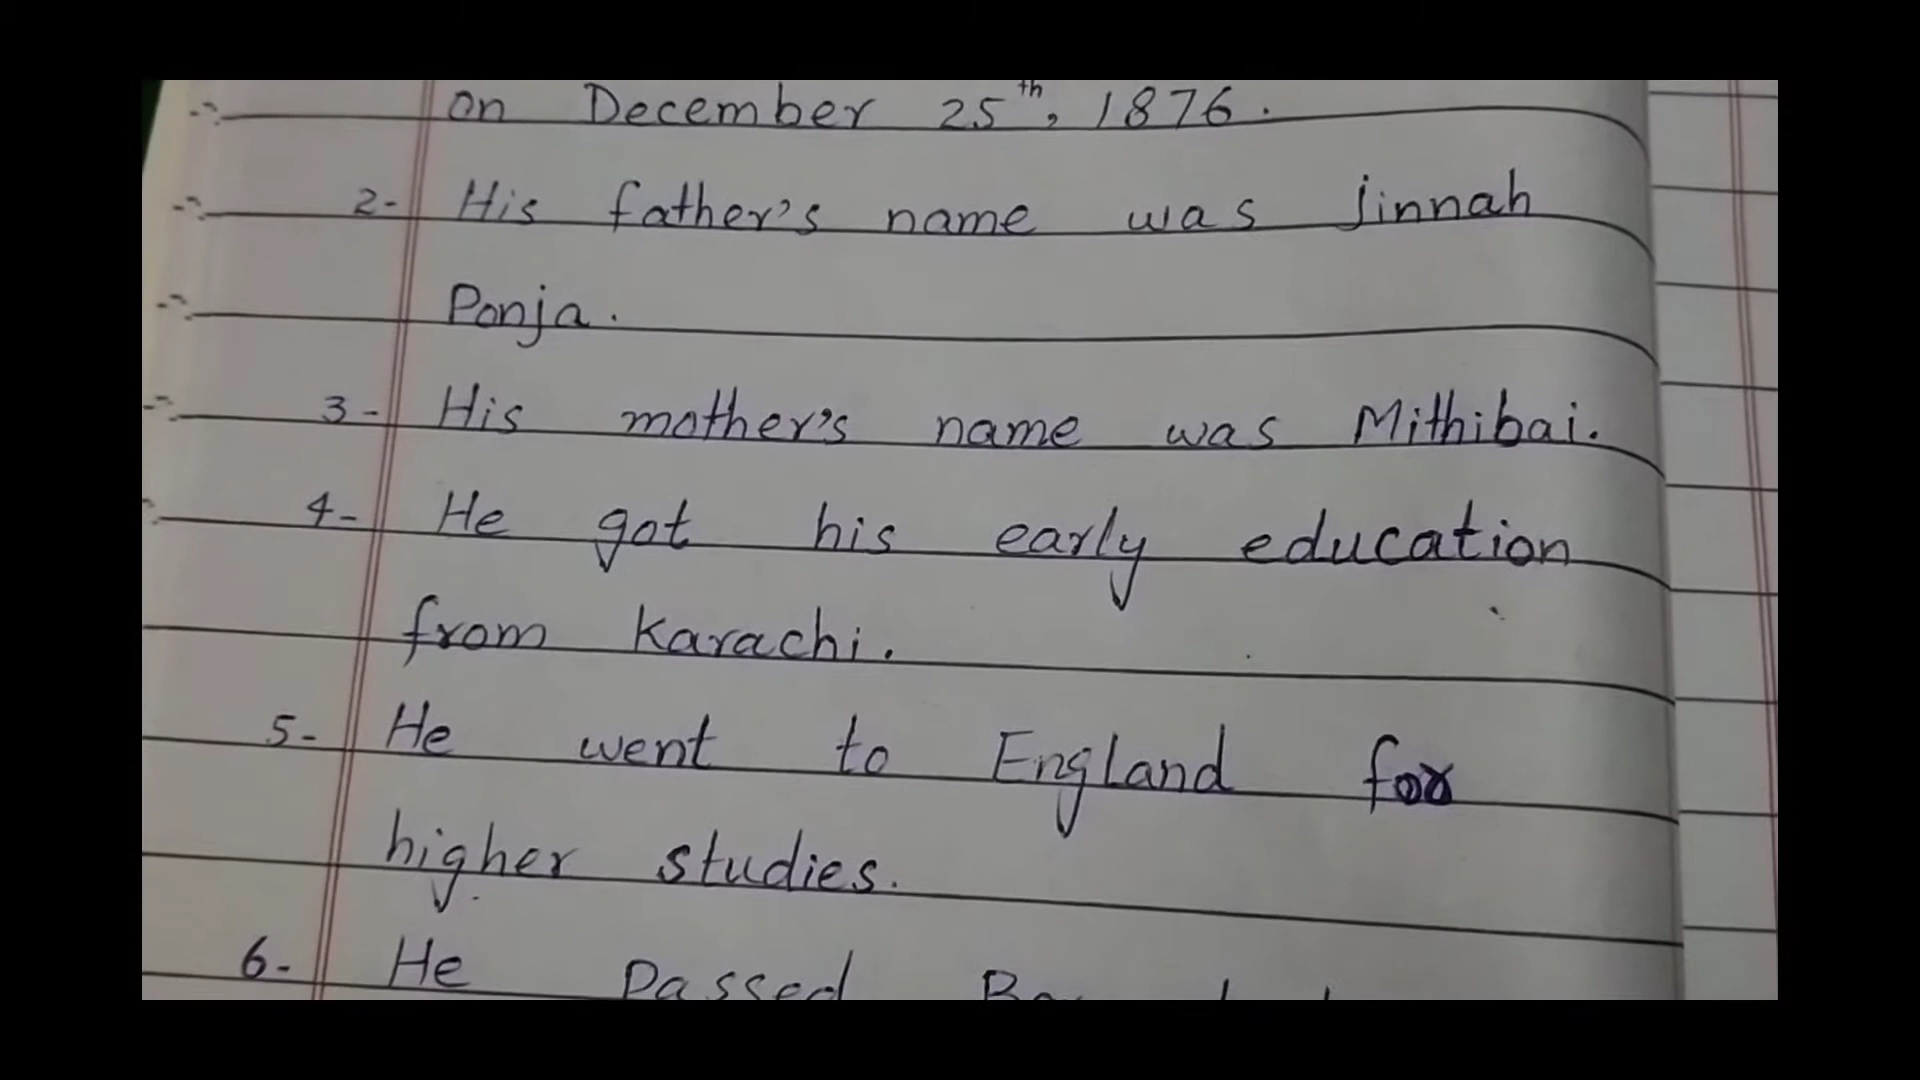 on December 25th, 1876.
2- His father's name was Jinnah
Ponja.
3- His mother's name was Mithibai.
4- He got his early education
from Karachi.
5- He went to England for
higher studies.
6- He Passed